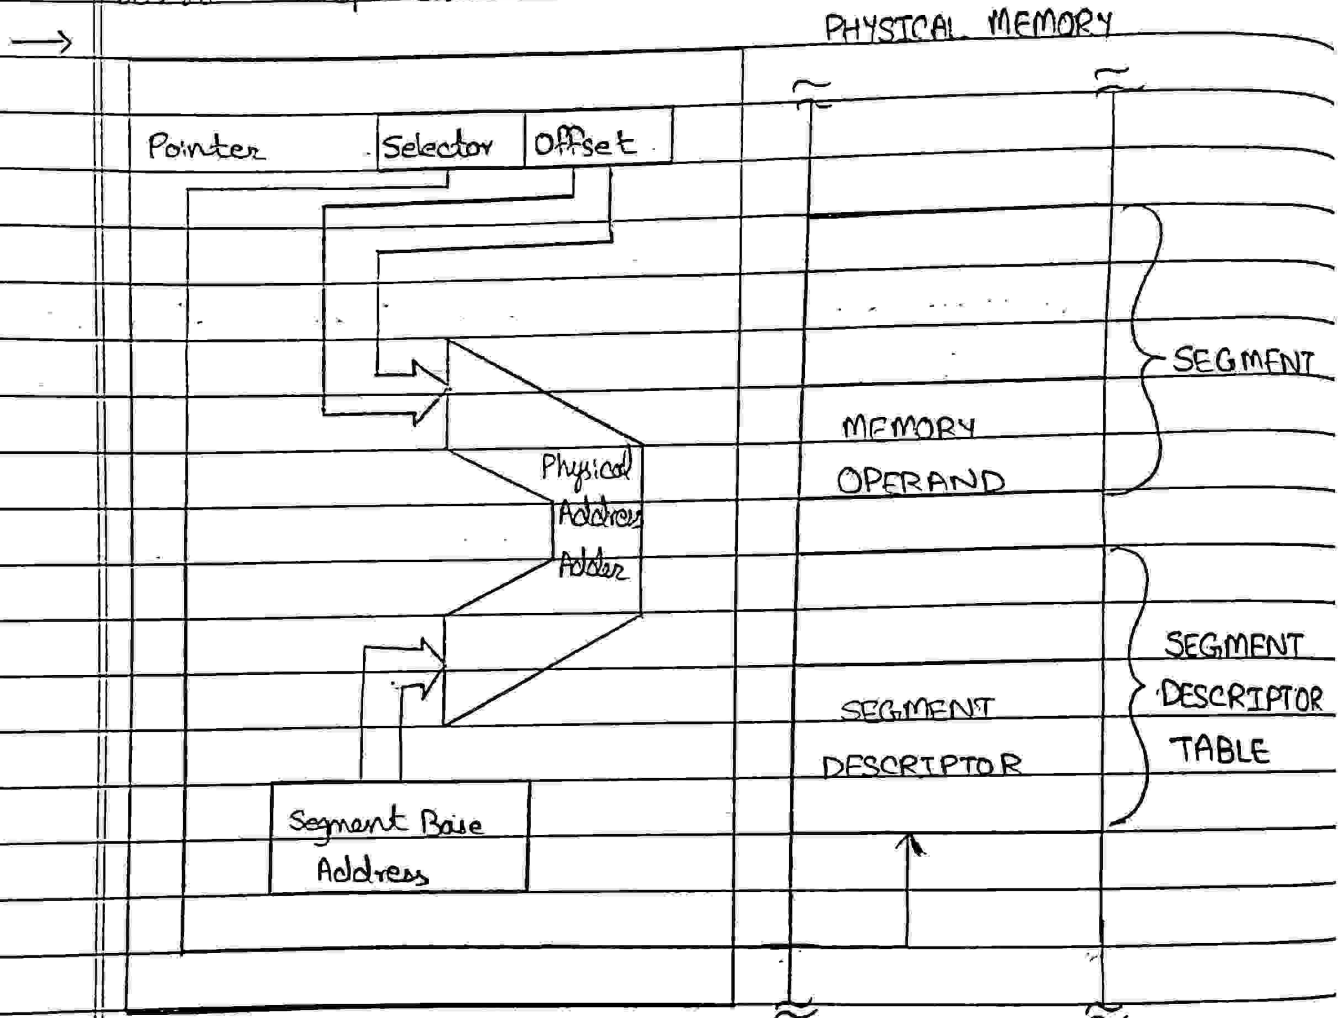 PHYSICAL MEMORY
Pointer
Selector
Offset
SEGMENT
MEMORY
OPERAND
Physical
Address
Adder
SEGMENT
DESCRIPTOR
TABLE
SEGMENT
DESCRIPTOR
Segment Base
Address